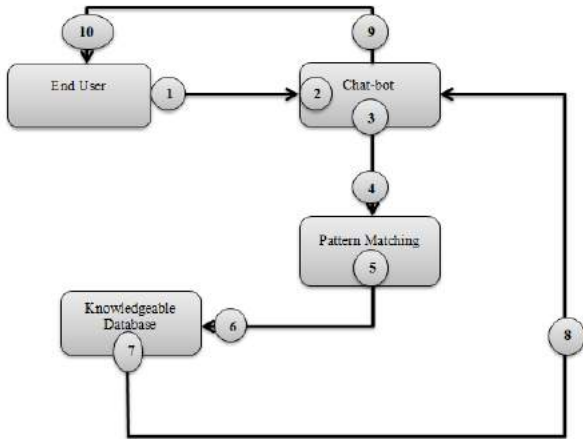 10
9
End User
1
2
Chat-bot
3
4
Pattern Matching
5
Knowledgeable
Database
6
7
8